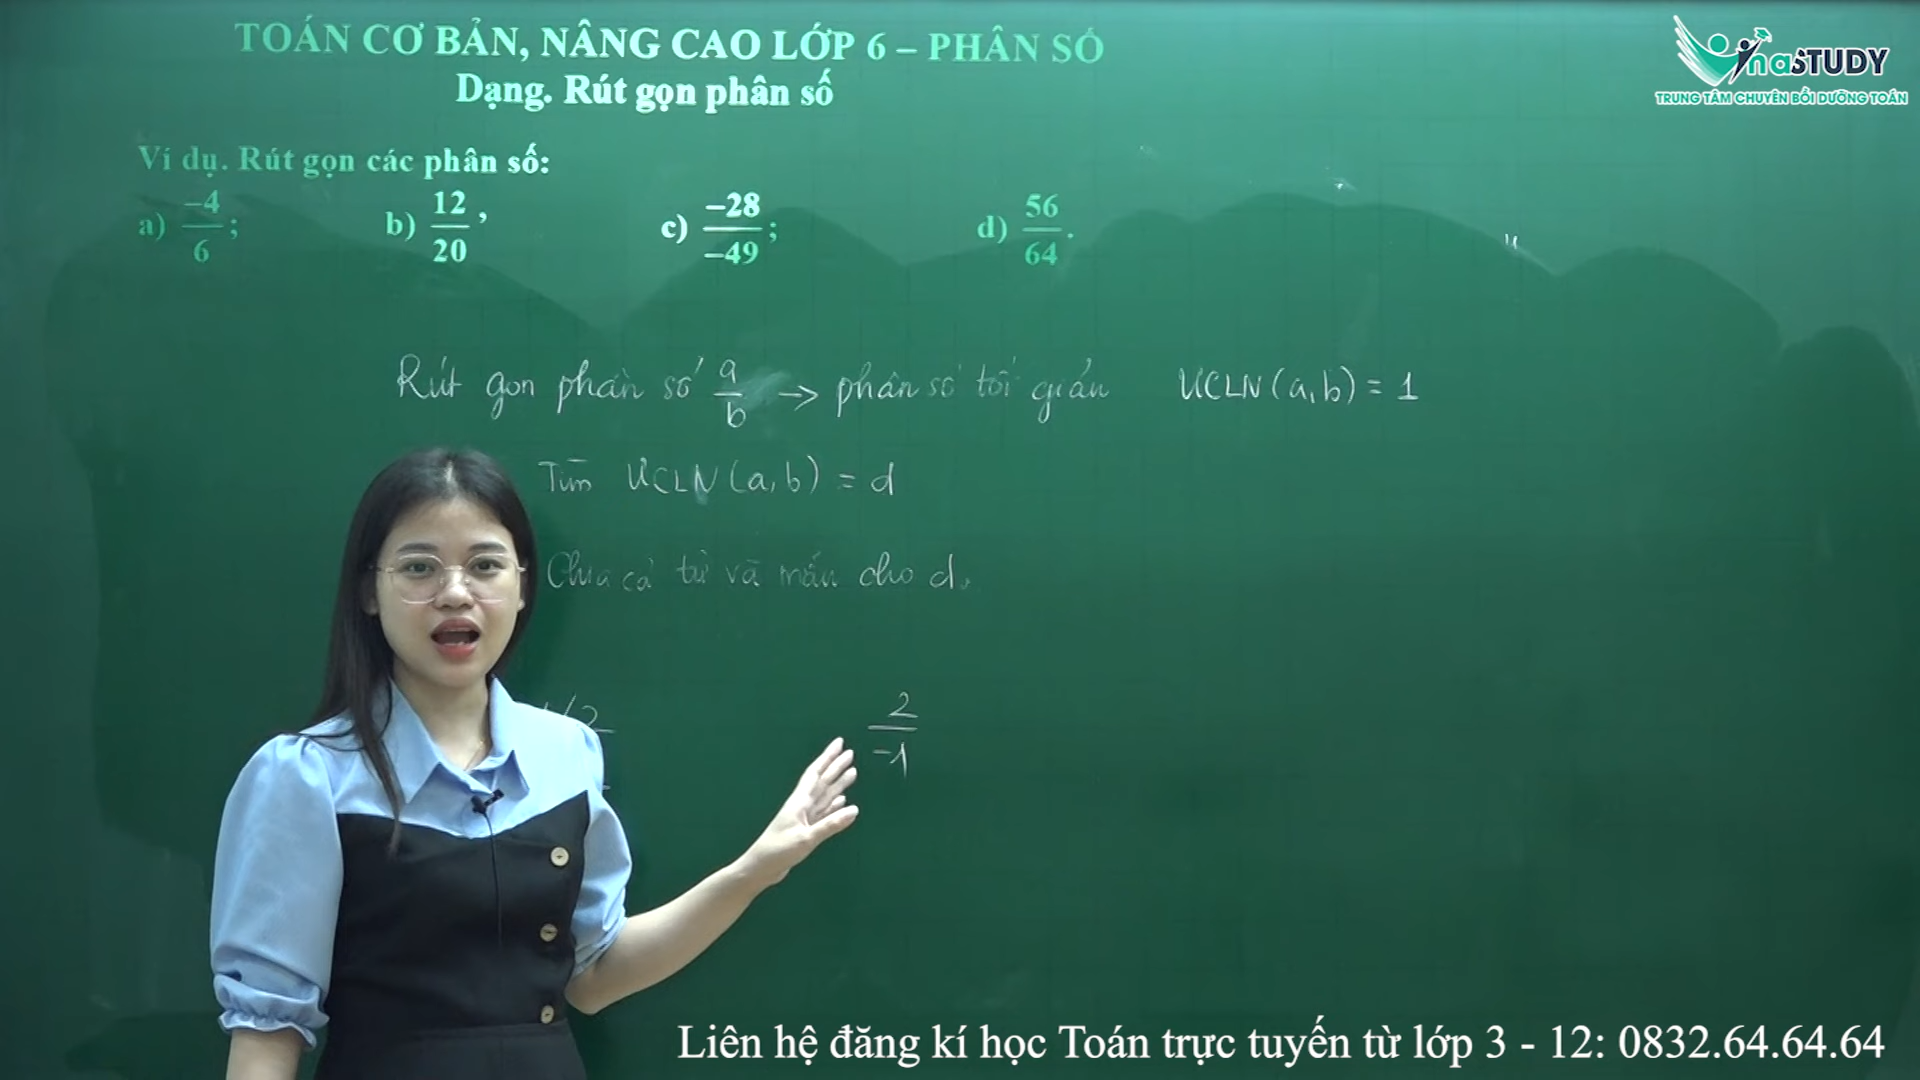 TOÁN CƠ BẢN, NÂNG CAO LỚP 6 – PHÂN SỐ
Dạng. Rút gọn phân số
inaSTUDY
TRUNG TÂM CHUYÊN BỒI DƯỠNG TOÁN
Ví dụ. Rút gọn các phân số:
a) −4/6; b) 12/20, c) −28/−49; d) 56/64.
Rút gọn phân số a/b → phân số tối giản ƯCLN(a,b) = 1
Tìm ƯCLN(a,b) = d
Chia cả tử và mẫu cho d.
2/−1
Liên hệ đăng kí học Toán trực tuyến từ lớp 3 - 12: 0832.64.64.64